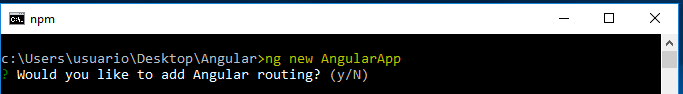 npm
c:\Users\usuario\Desktop\Angular>ng new AngularApp
? Would you like to add Angular routing? (y/N)